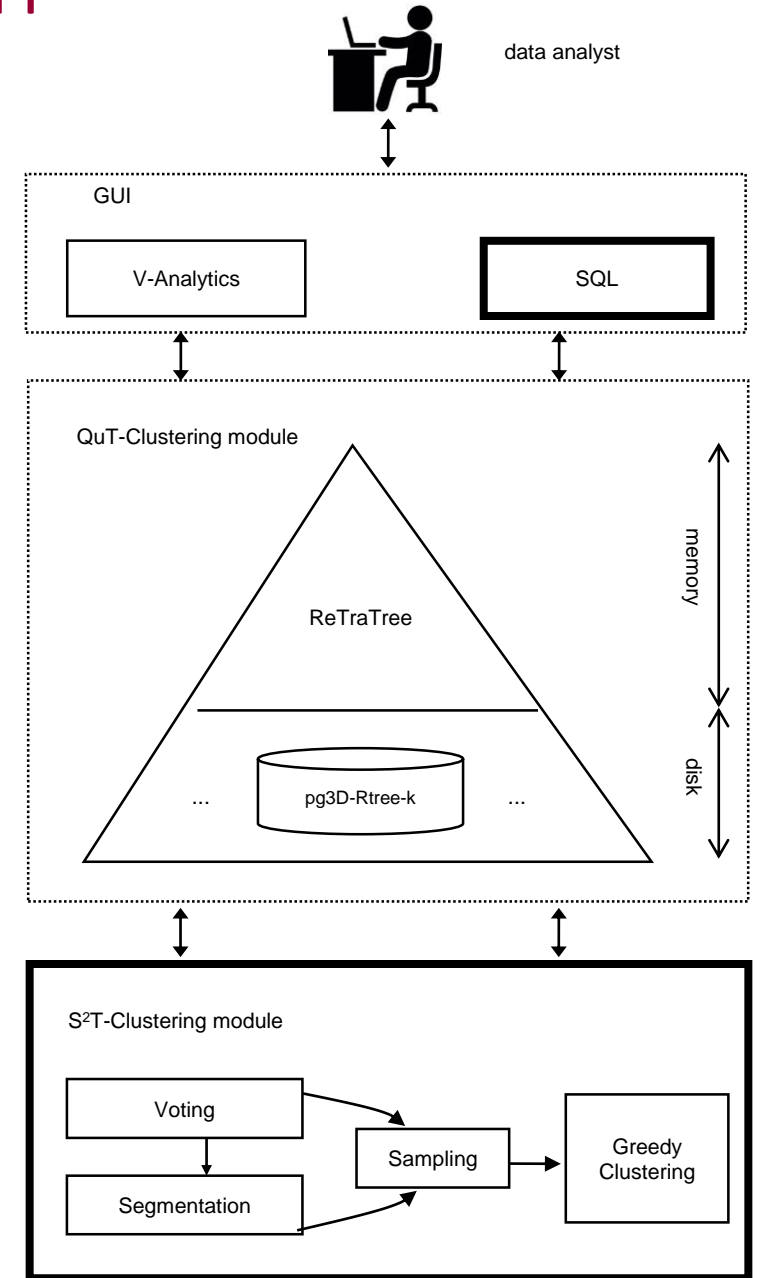 data analyst
GUI
V-Analytics
SQL
QuT-Clustering module
memory
ReTraTree
disk
...
pg3D-Rtree-k
...
S²T-Clustering module
Voting
Sampling
Greedy
Clustering
Segmentation